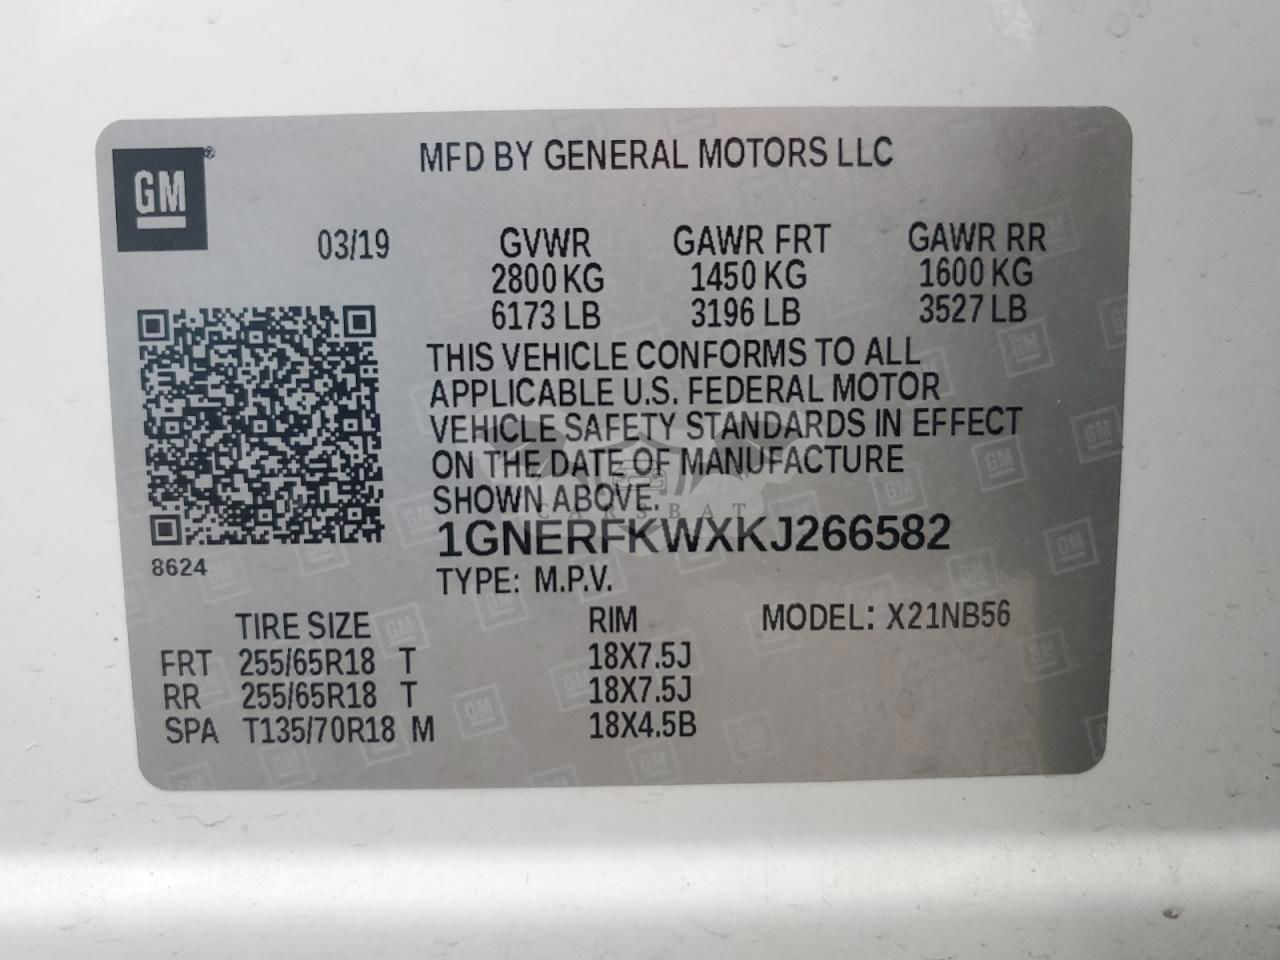 MFD BY GENERAL MOTORS LLC
GM
®
03/19
GVWR GAWR FRT GAWR RR
2800 KG 1450 KG 1600 KG
6173 LB 3196 LB 3527 LB
THIS VEHICLE CONFORMS TO ALL
APPLICABLE U.S. FEDERAL MOTOR
VEHICLE SAFETY STANDARDS IN EFFECT
ON THE DATE OF MANUFACTURE
SHOWN ABOVE.
CARSBAT
1GNERFKWXKJ266582
8624
TYPE: M.P.V.
TIRE SIZE RIM MODEL: X21NB56
FRT 255/65R18 T 18X7.5J
RR 255/65R18 T 18X7.5J
SPA T135/70R18 M 18X4.5B